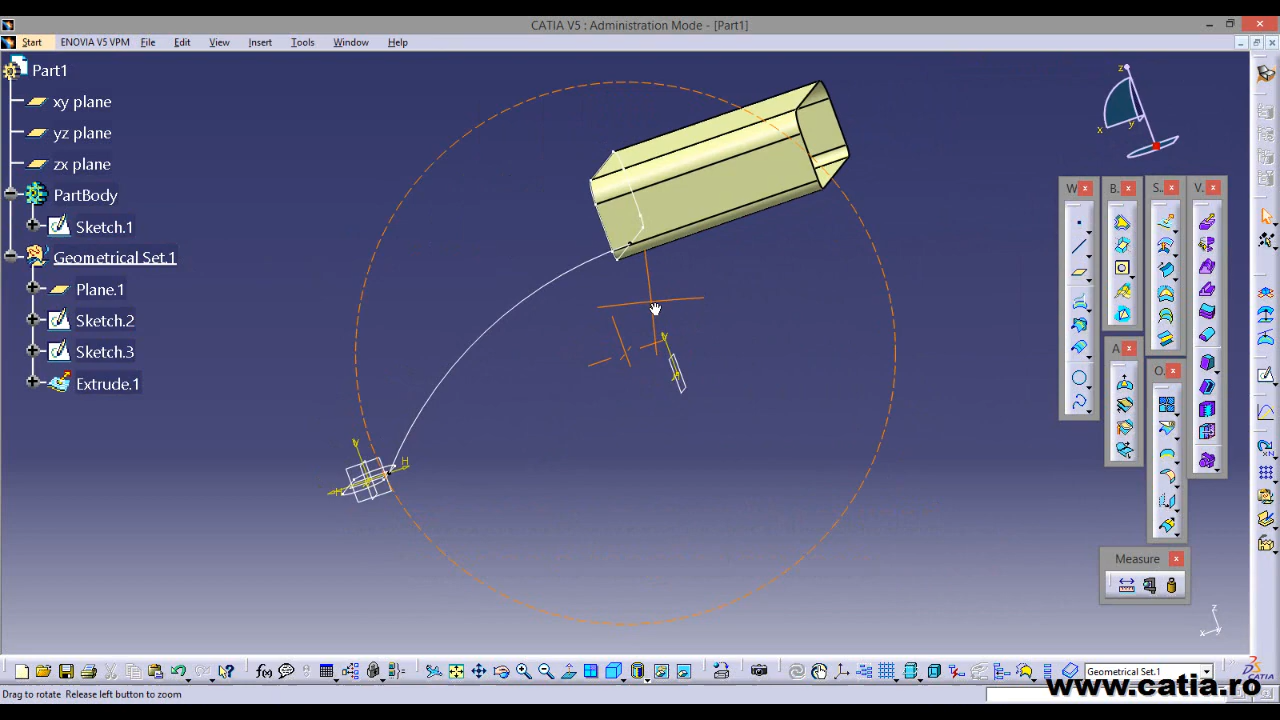 CATIA V5 : Administration Mode - [Part1]
Start ENOVIA V5 VPM File Edit View Insert Tools Window Help
Part1
xy plane
yz plane
zx plane
PartBody
Sketch.1
Geometrical Set.1
Plane.1
Sketch.2
Sketch.3
Extrude.1
z
x
y
W
B.
S..
V.
A
O.
V
H
V
H
Measure
z
x
y
f(x)
Geometrical Set.1
CATIA
Drag to rotate. Release left button to zoom
www.catia.ro